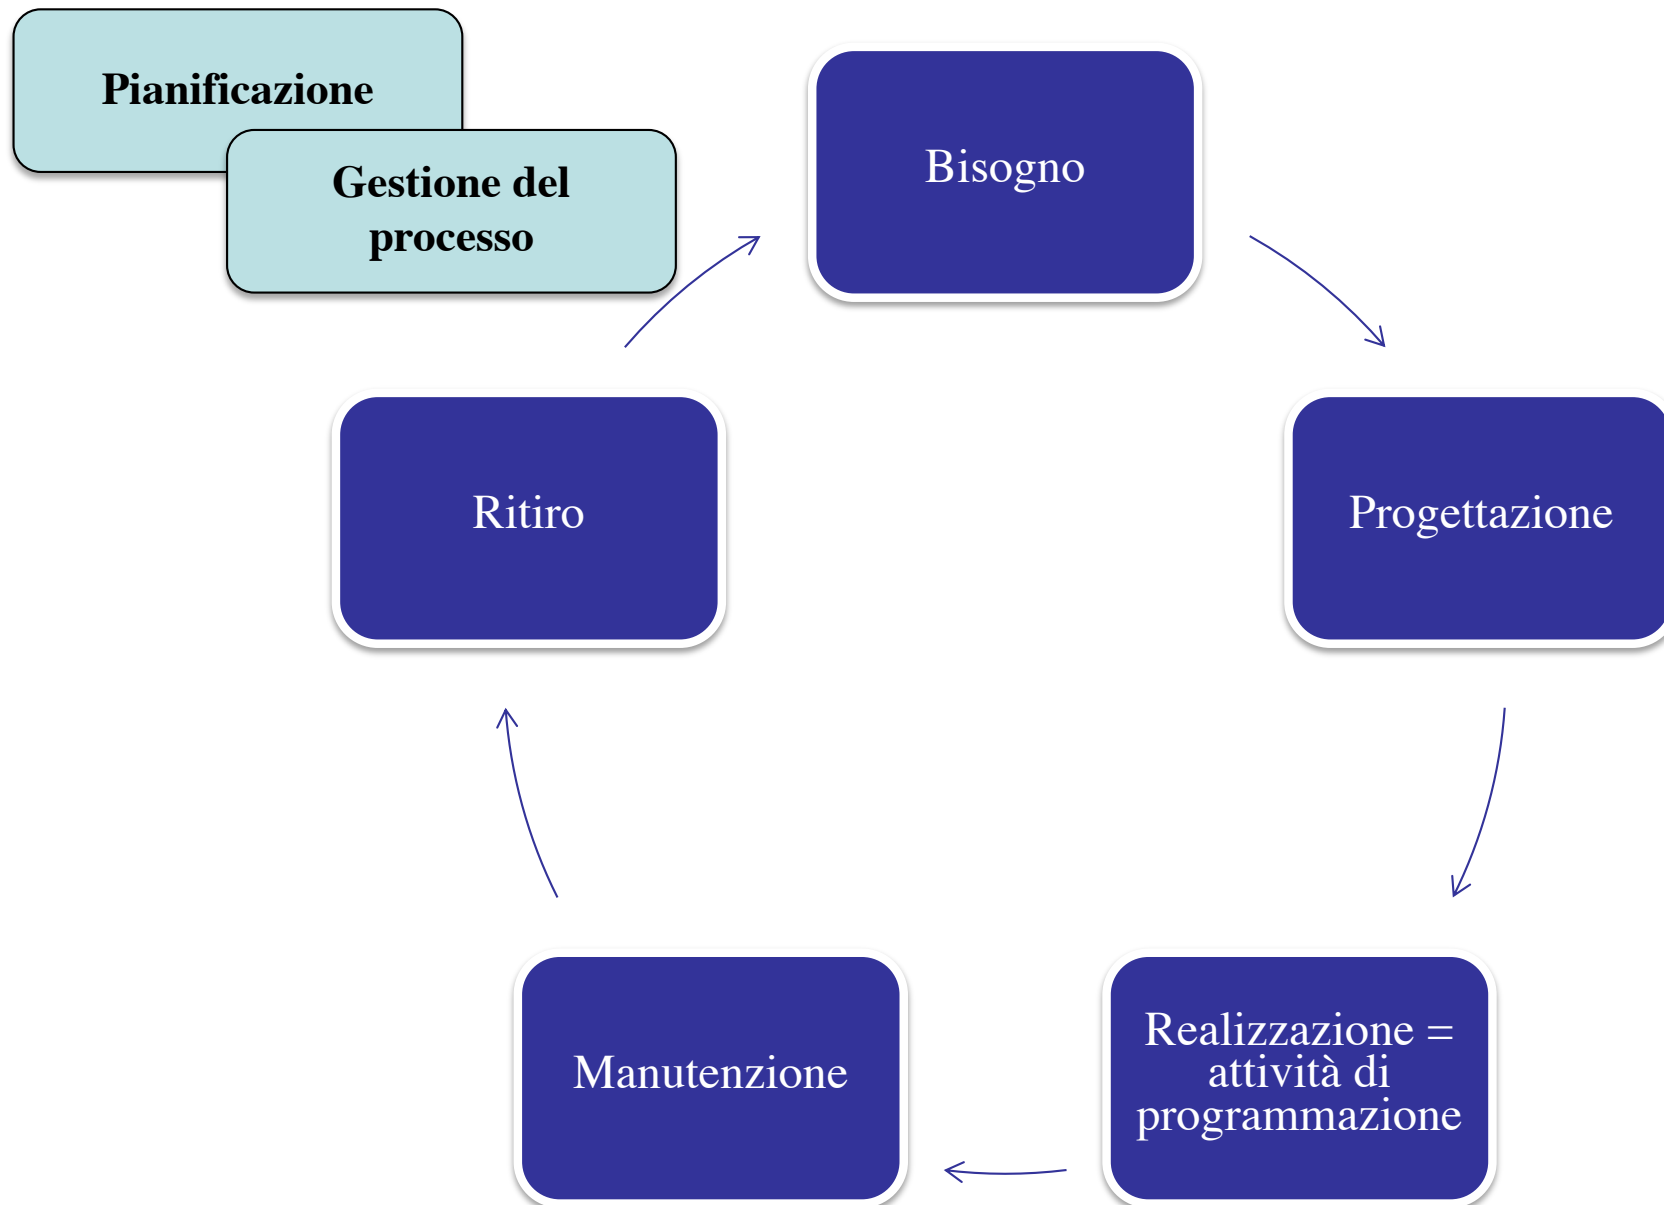 Pianificazione
Gestione del
processo
Bisogno
Ritiro
Progettazione
Manutenzione
Realizzazione =
attività di
programmazione